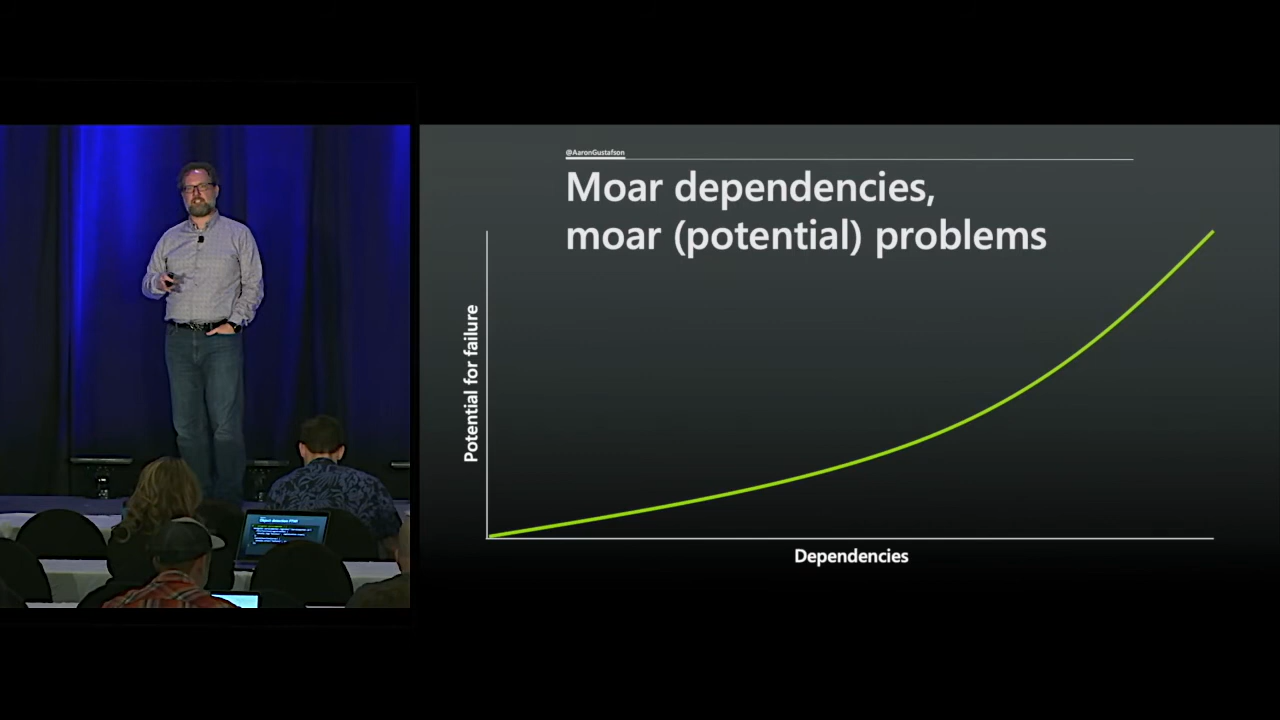 @AaronGustafson
Moar dependencies,
moar (potential) problems
Potential for failure
Dependencies